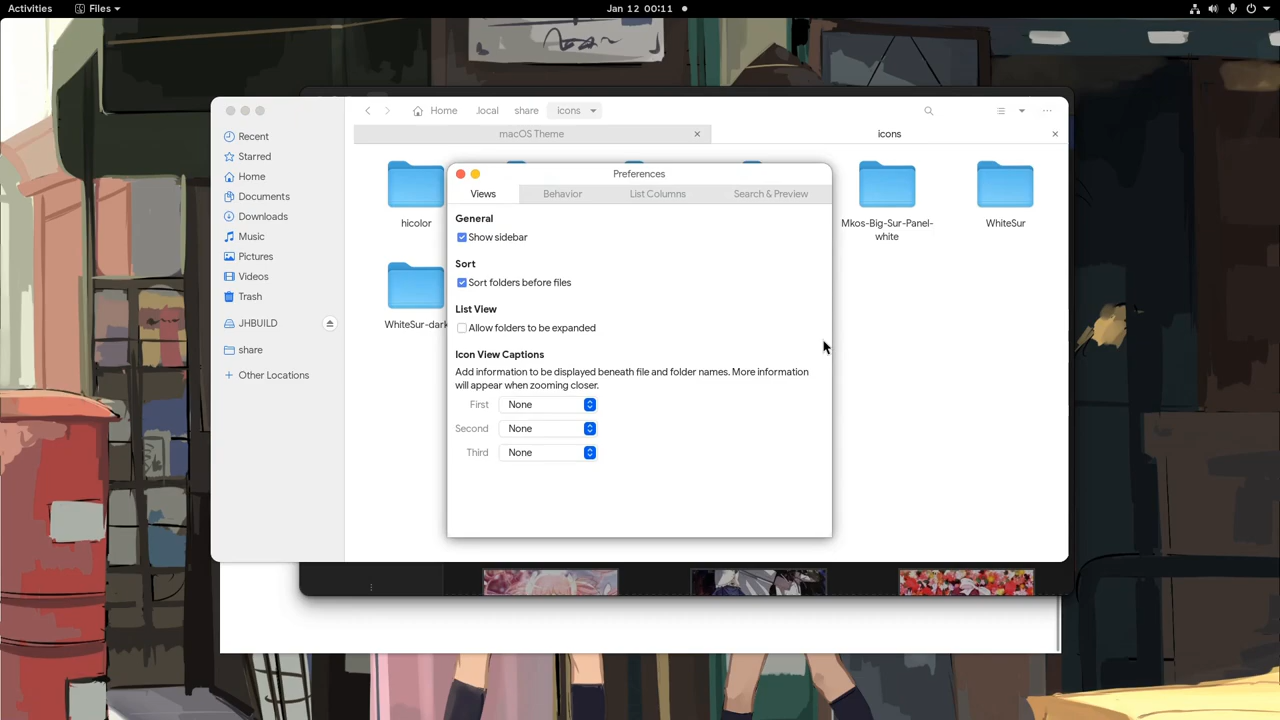 Activities
Files
Jan 12 00:11
Home
.local
share
icons
macOS Theme
icons
Recent
Starred
Home
Documents
Downloads
Music
Pictures
Videos
Trash
JHBUILD
share
Other Locations
hicolor
Mkos-Big-Sur-Panel-
white
WhiteSur
WhiteSur-dark
Preferences
Views
Behavior
List Columns
Search & Preview
General
Show sidebar
Sort
Sort folders before files
List View
Allow folders to be expanded
Icon View Captions
Add information to be displayed beneath file and folder names. More information
will appear when zooming closer.
First None
Second None
Third None